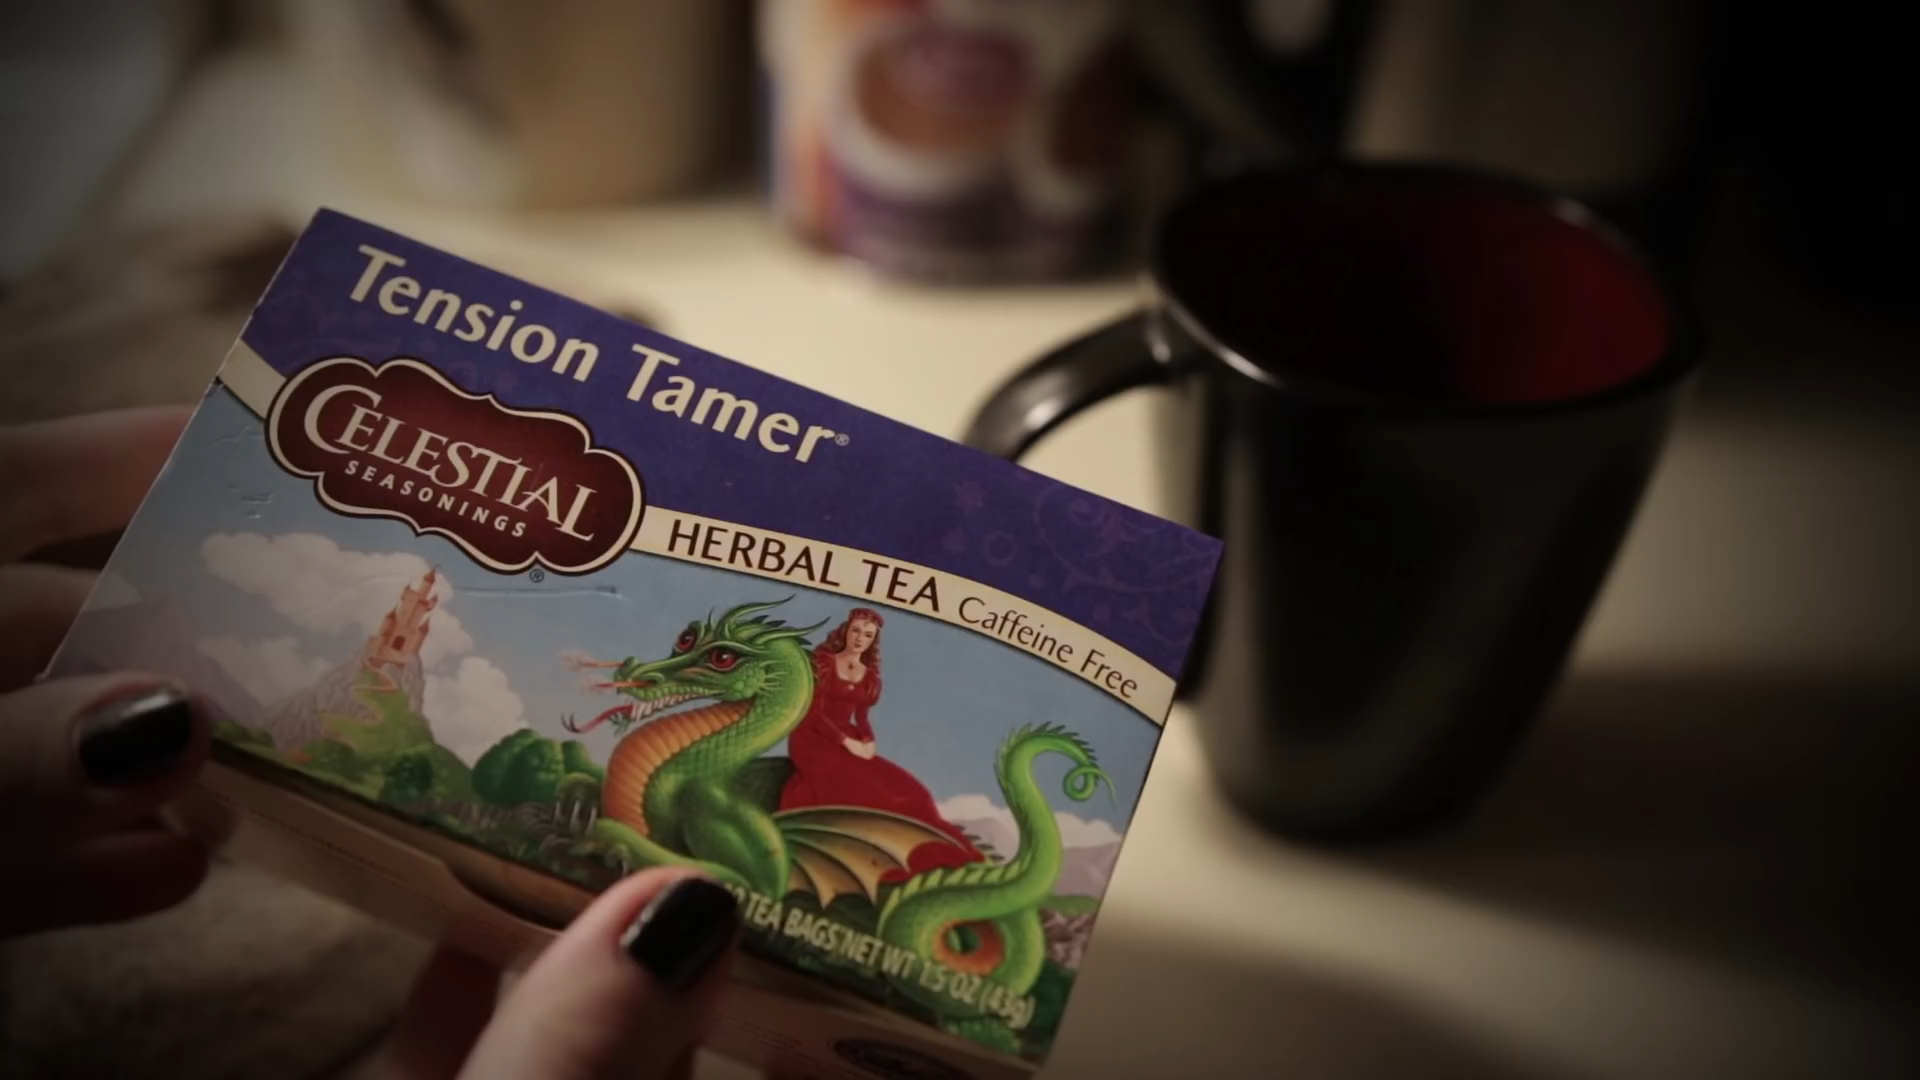 Tension Tamer®
CELESTIAL
SEASONINGS
®
HERBAL TEA Caffeine Free
TEA BAGS NET WT 1.5 OZ (43g)